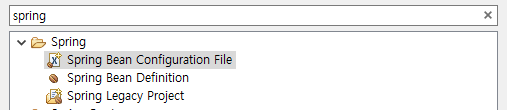 spring
Spring
Spring Bean Configuration File
Spring Bean Definition
Spring Legacy Project